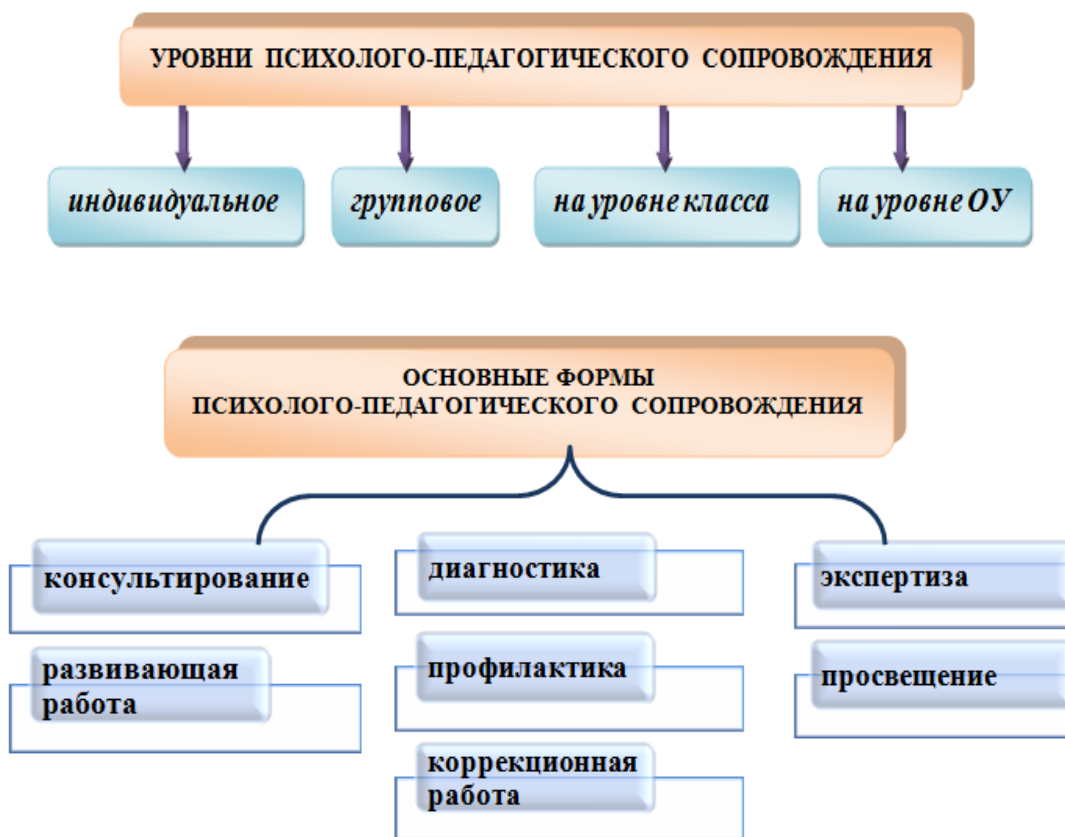 УРОВНИ ПСИХОЛОГО-ПЕДАГОГИЧЕСКОГО СОПРОВОЖДЕНИЯ
индивидуальное
групповое
на уровне класса
на уровне ОУ
ОСНОВНЫЕ ФОРМЫ
ПСИХОЛОГО-ПЕДАГОГИЧЕСКОГО СОПРОВОЖДЕНИЯ
консультирование
диагностика
экспертиза
развивающая
работа
профилактика
просвещение
коррекционная
работа